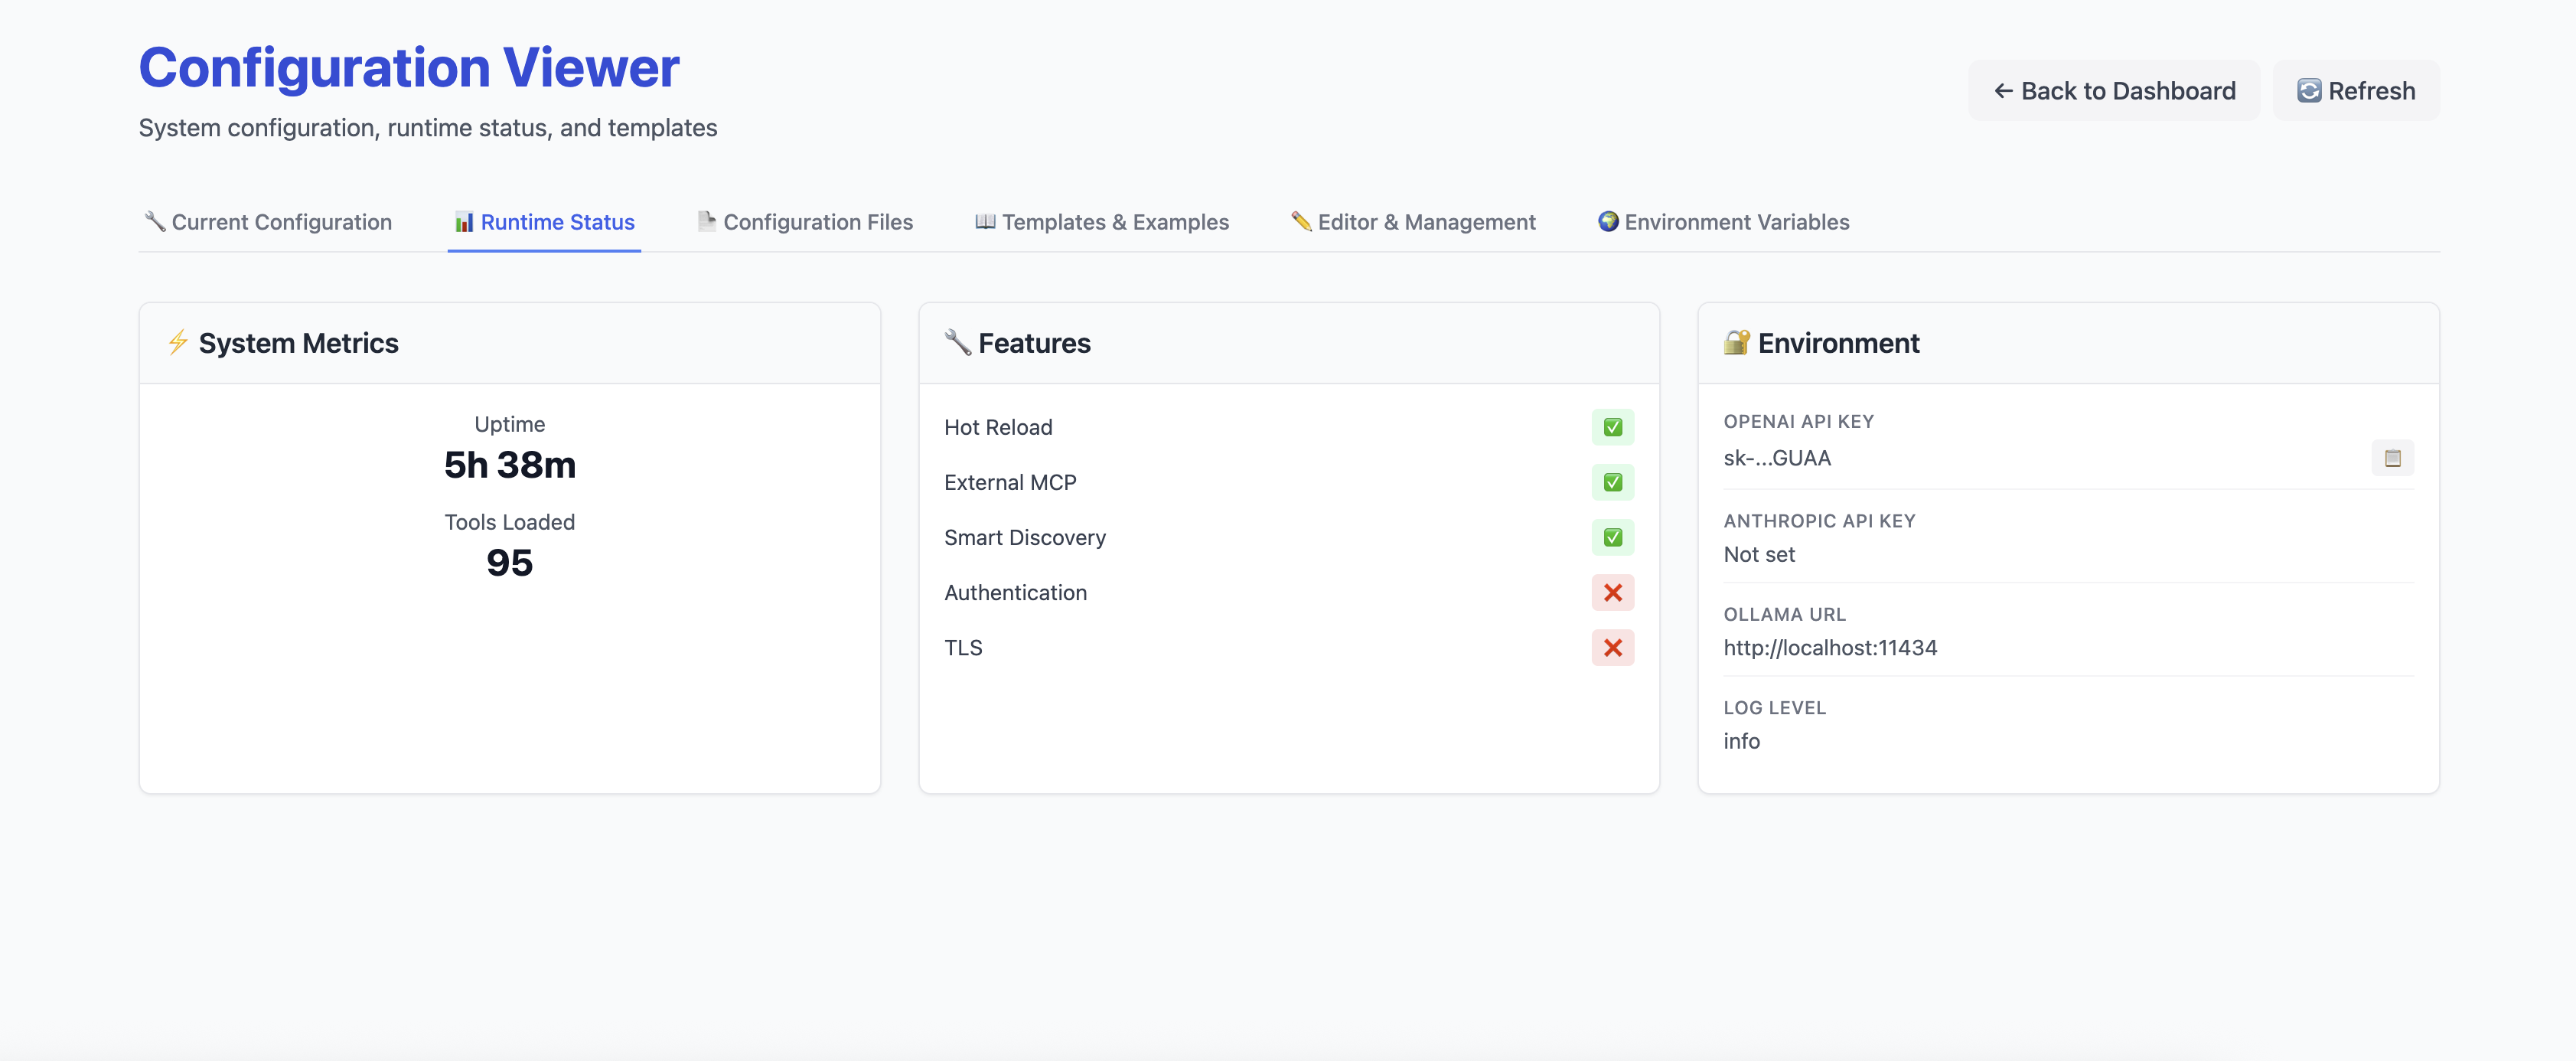 Configuration Viewer
System configuration, runtime status, and templates
← Back to Dashboard
Refresh
Current Configuration
Runtime Status
Configuration Files
Templates & Examples
Editor & Management
Environment Variables
System Metrics
Uptime
5h 38m
Tools Loaded
95
Features
Hot Reload
External MCP
Smart Discovery
Authentication
TLS
Environment
OPENAI API KEY
sk-...GUAA
ANTHROPIC API KEY
Not set
OLLAMA URL
http://localhost:11434
LOG LEVEL
info